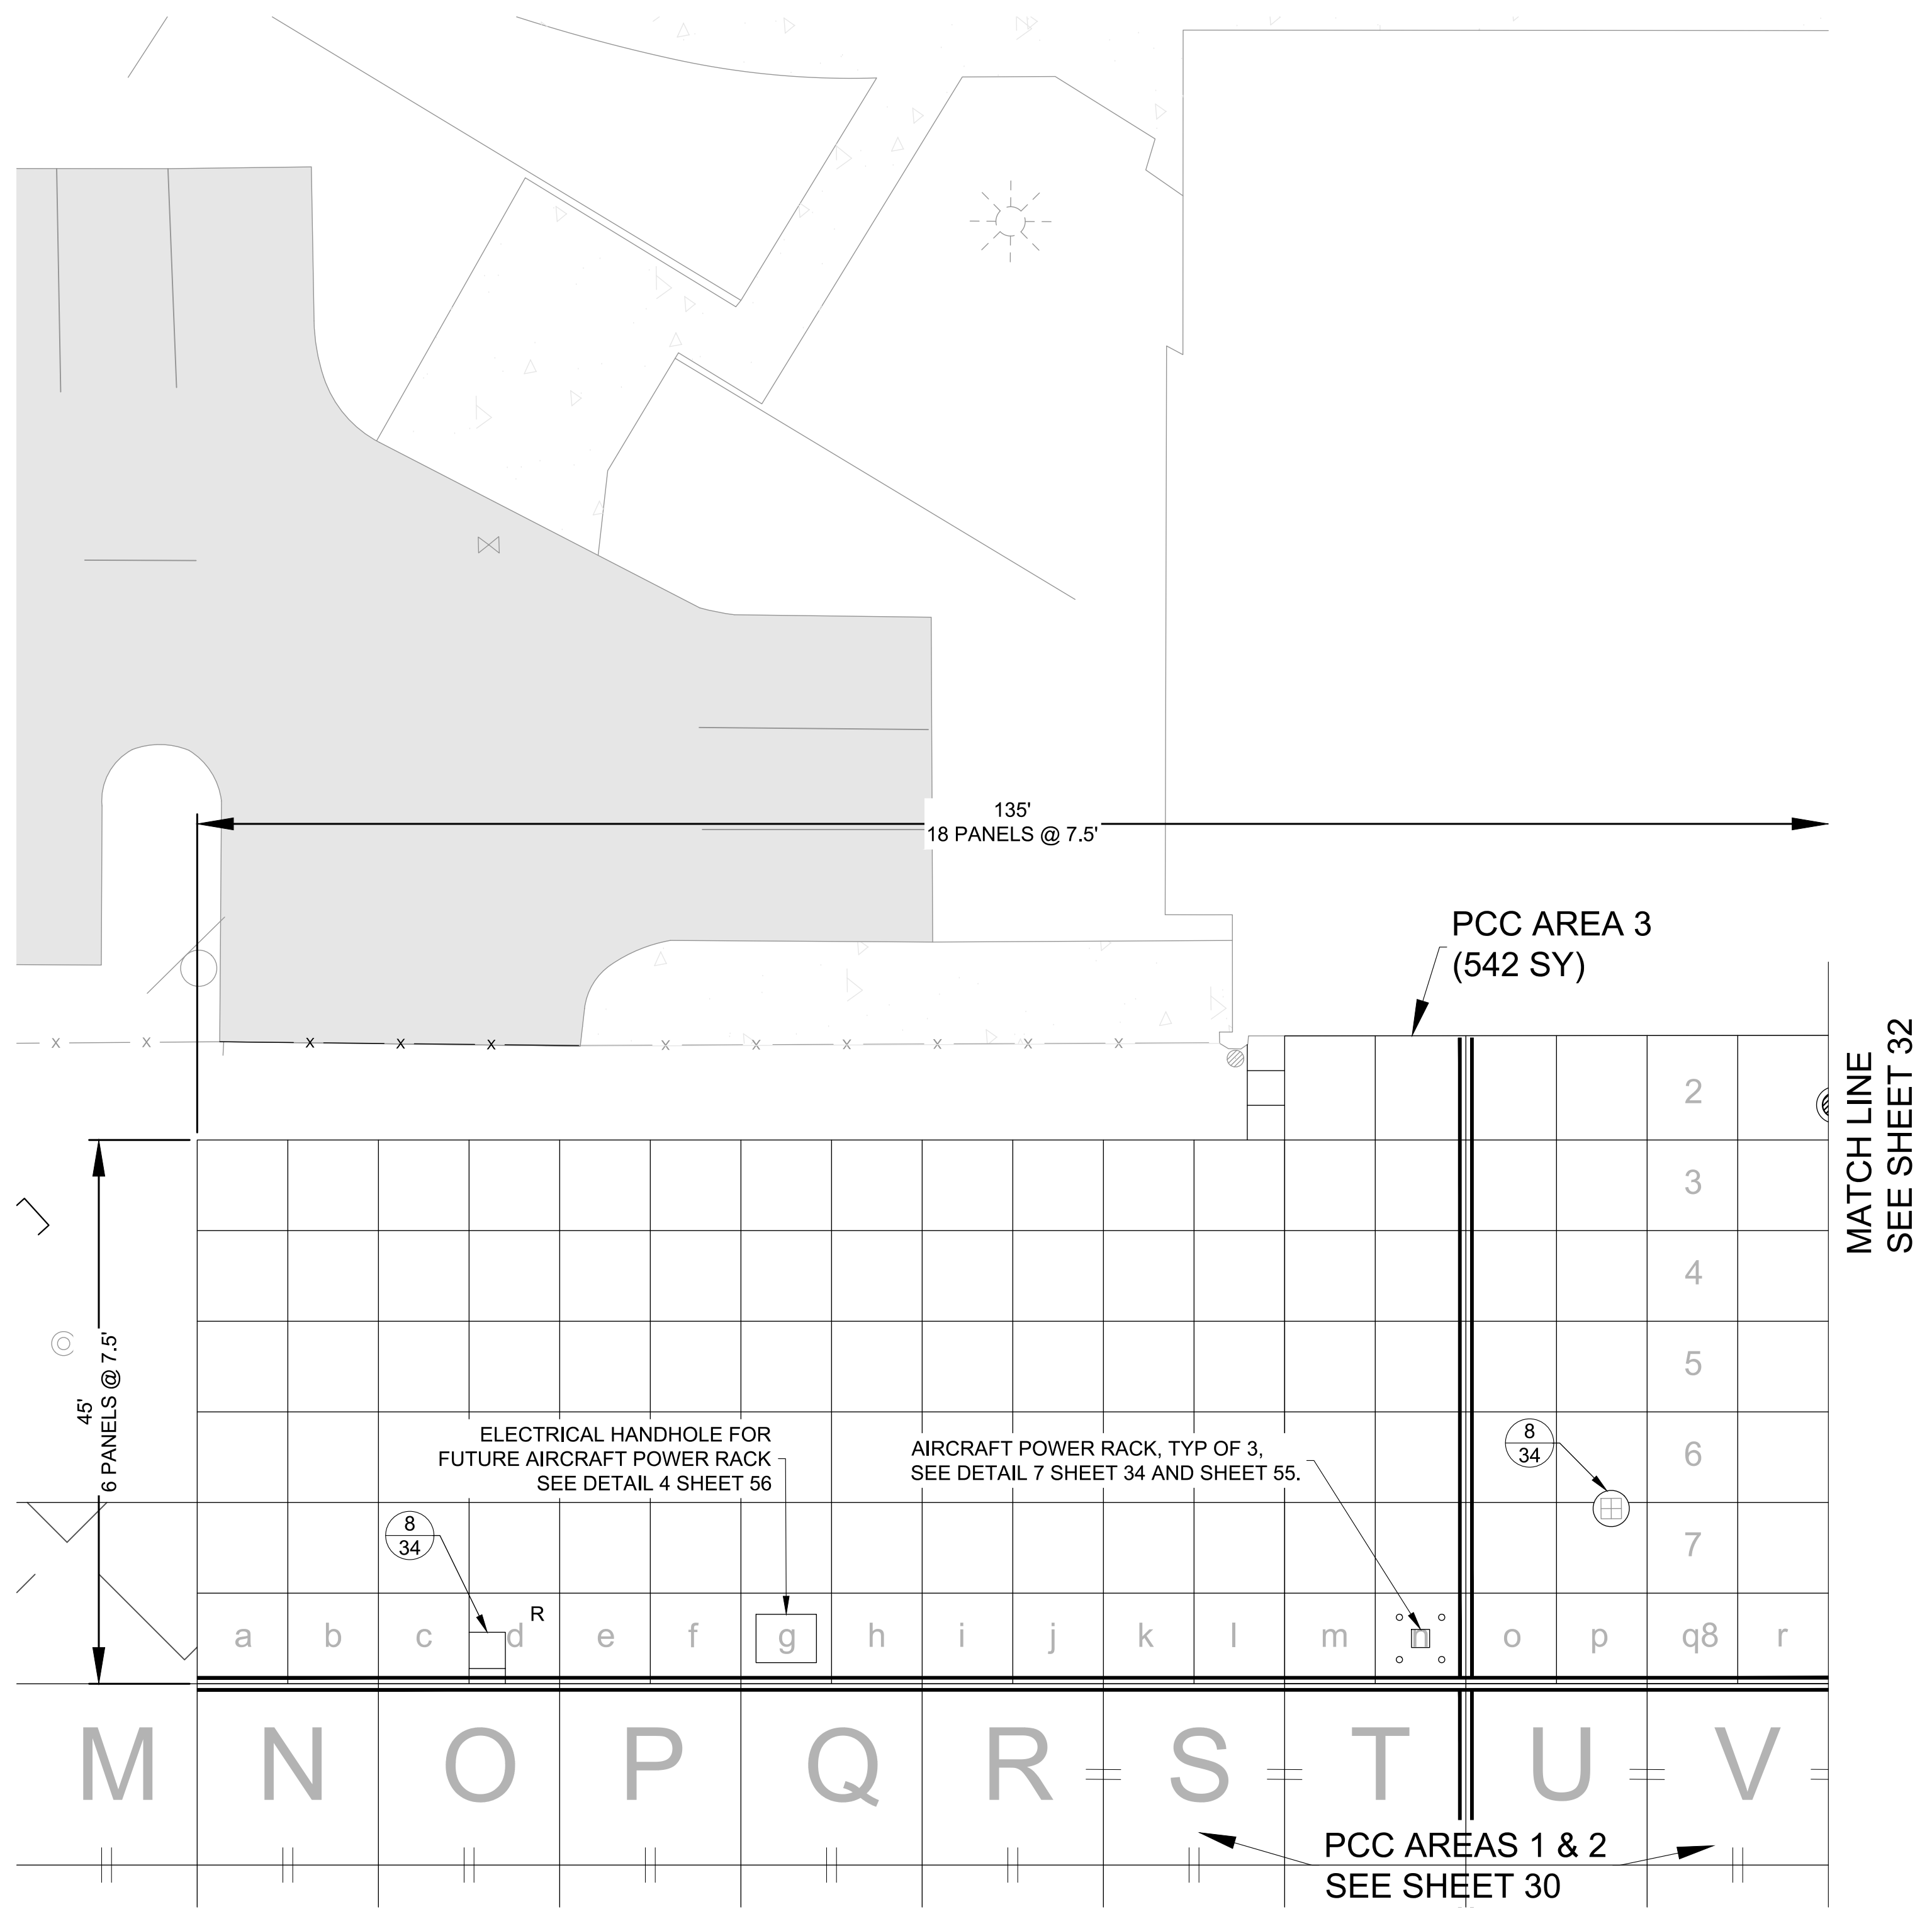 135'
18 PANELS @ 7.5'
PCC AREA 3
(542 SY)
MATCH LINE
SEE SHEET 32
X X X X X X X X X X X
2
3
4
5
6
7
45'
6 PANELS @ 7.5'
ELECTRICAL HANDHOLE FOR
FUTURE AIRCRAFT POWER RACK
SEE DETAIL 4 SHEET 56
AIRCRAFT POWER RACK, TYP OF 3,
SEE DETAIL 7 SHEET 34 AND SHEET 55.
8
34
8
34
R
a b c d e f g h i j k l m n o p q8 r
M N O P Q R S T U V
PCC AREAS 1 & 2
SEE SHEET 30